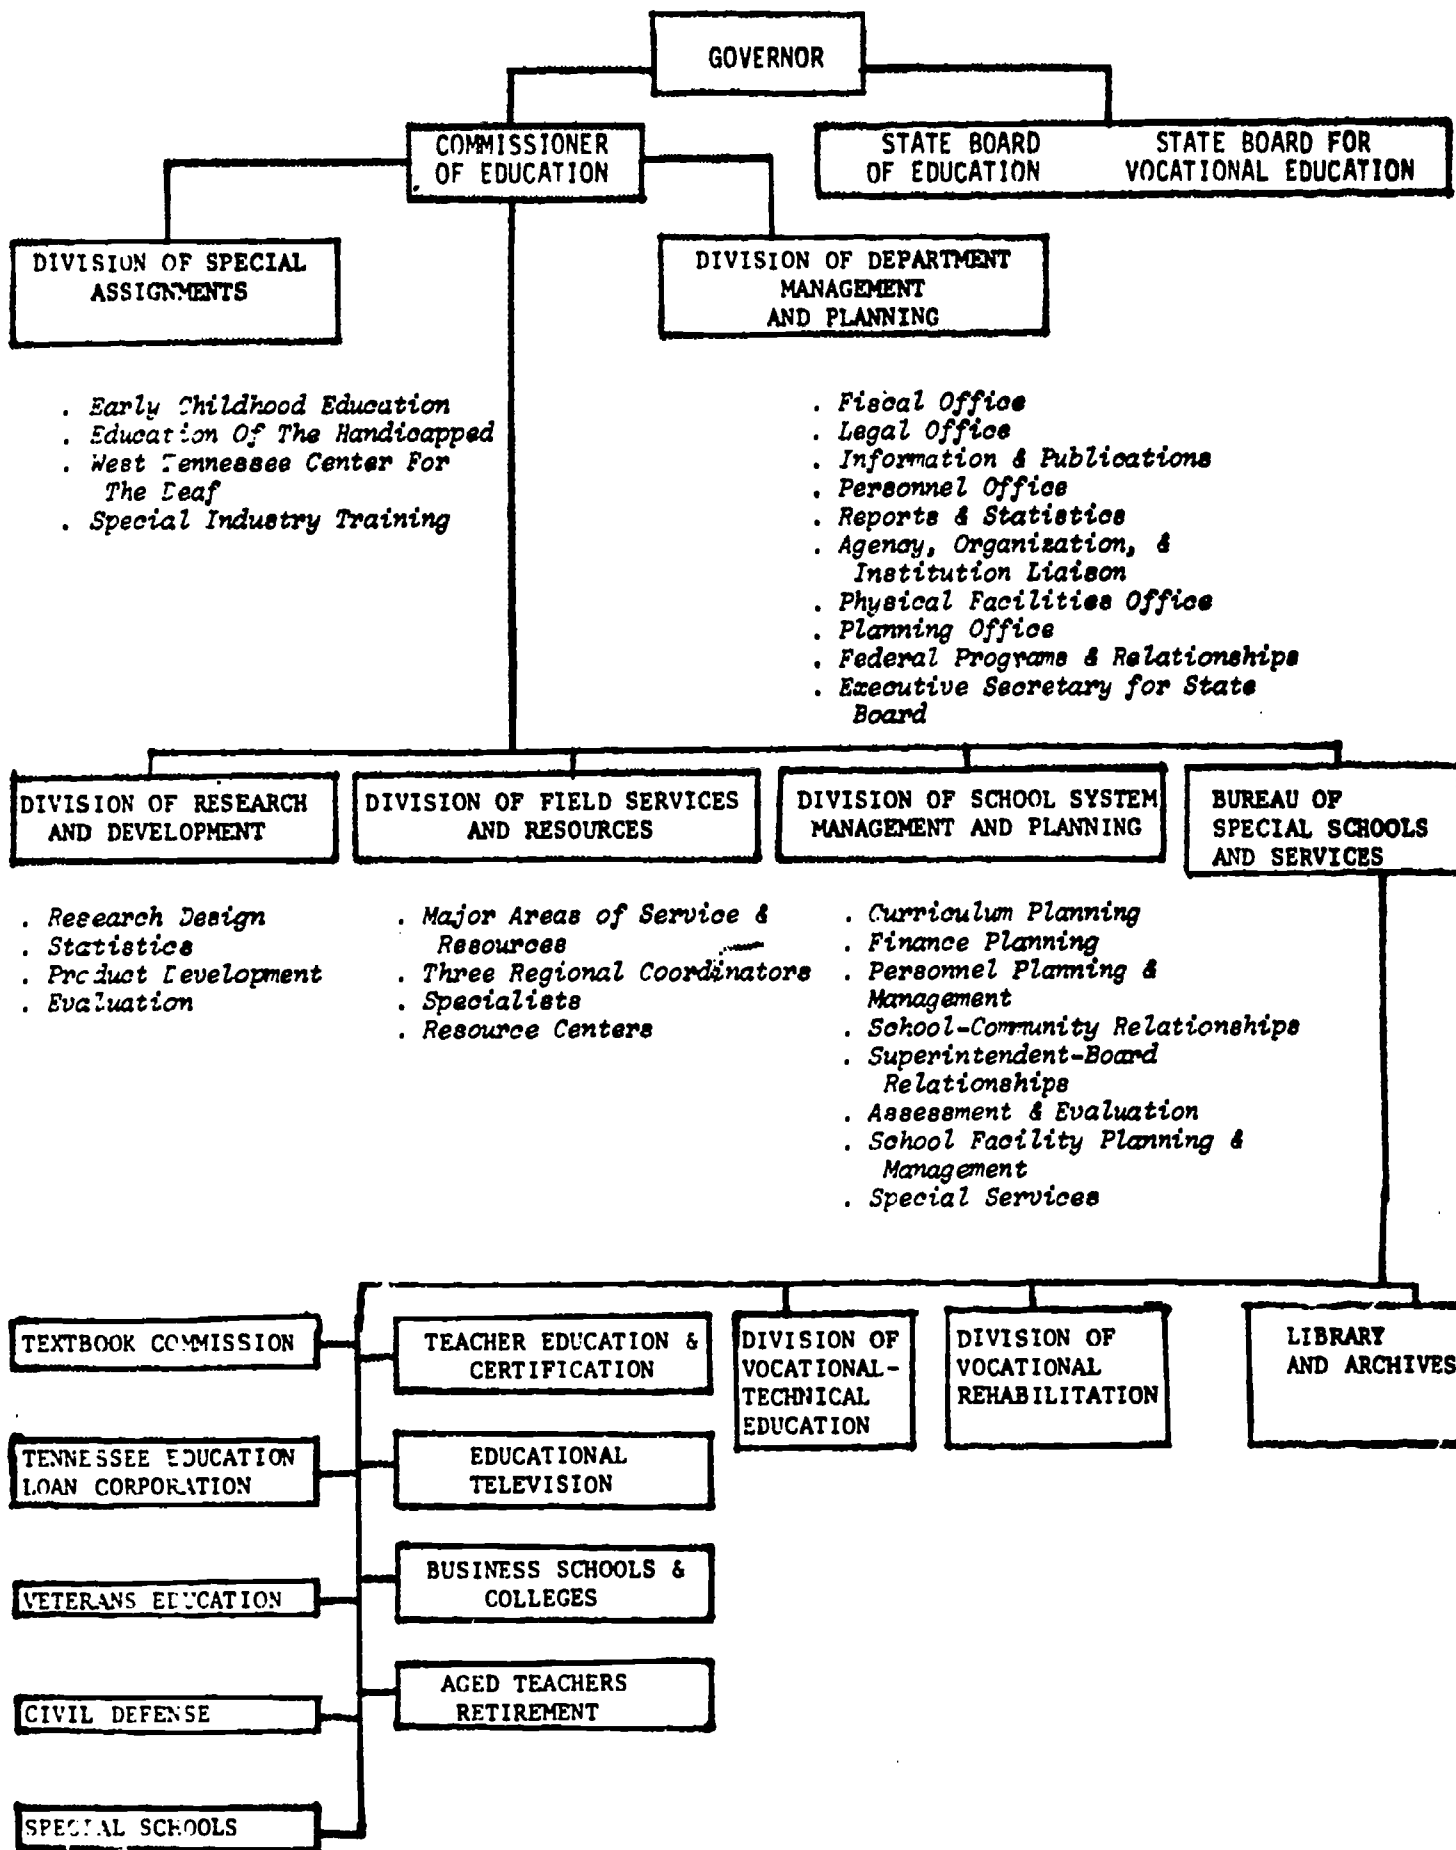 GOVERNOR
COMMISSIONER
OF EDUCATION
STATE BOARD
OF EDUCATION
STATE BOARD FOR
VOCATIONAL EDUCATION
DIVISION OF SPECIAL
ASSIGNMENTS
DIVISION OF DEPARTMENT
MANAGEMENT
AND PLANNING
. Early Childhood Education
. Education Of The Handicapped
. West Tennessee Center For
The Deaf
. Special Industry Training
. Fiscal Office
. Legal Office
. Information & Publications
. Personnel Office
. Reports & Statistics
. Agency, Organization, &
Institution Liaison
. Physical Facilities Office
. Planning Office
. Federal Programs & Relationships
. Executive Secretary for State
Board
DIVISION OF RESEARCH
AND DEVELOPMENT
DIVISION OF FIELD SERVICES
AND RESOURCES
DIVISION OF SCHOOL SYSTEM
MANAGEMENT AND PLANNING
BUREAU OF
SPECIAL SCHOOLS
AND SERVICES
. Research Design
. Statistics
. Product Development
. Evaluation
. Major Areas of Service &
Resources
. Three Regional Coordinators
. Specialists
. Resource Centers
. Curriculum Planning
. Finance Planning
. Personnel Planning &
Management
. School-Community Relationships
. Superintendent-Board
Relationships
. Assessment & Evaluation
. School Facility Planning &
Management
. Special Services
TEXTBOOK COMMISSION
TENNESSEE EDUCATION
LOAN CORPORATION
VETERANS EDUCATION
CIVIL DEFENSE
SPECIAL SCHOOLS
TEACHER EDUCATION &
CERTIFICATION
EDUCATIONAL
TELEVISION
BUSINESS SCHOOLS &
COLLEGES
AGED TEACHERS
RETIREMENT
DIVISION OF
VOCATIONAL-
TECHNICAL
EDUCATION
DIVISION OF
VOCATIONAL
REHABILITATION
LIBRARY
AND ARCHIVES